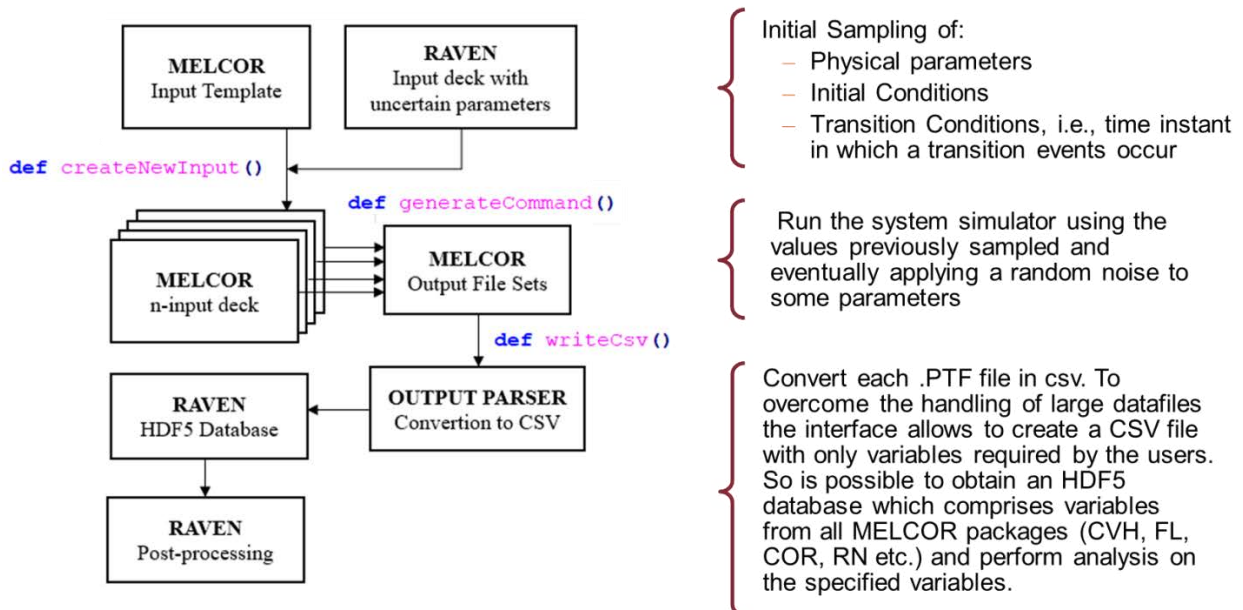 MELCOR
Input Template
RAVEN
Input deck with
uncertain parameters
def createNewInput()
def generateCommand()
MELCOR
n-input deck
MELCOR
Output File Sets
def writeCsv()
RAVEN
HDF5 Database
OUTPUT PARSER
Convertion to CSV
RAVEN
Post-processing
Initial Sampling of:
– Physical parameters
– Initial Conditions
– Transition Conditions, i.e., time instant
in which a transition events occur
Run the system simulator using the
values previously sampled and
eventually applying a random noise to
some parameters
Convert each .PTF file in csv. To
overcome the handling of large datafiles
the interface allows to create a CSV file
with only variables required by the users.
So is possible to obtain an HDF5
database which comprises variables
from all MELCOR packages (CVH, FL,
COR, RN etc.) and perform analysis on
the specified variables.